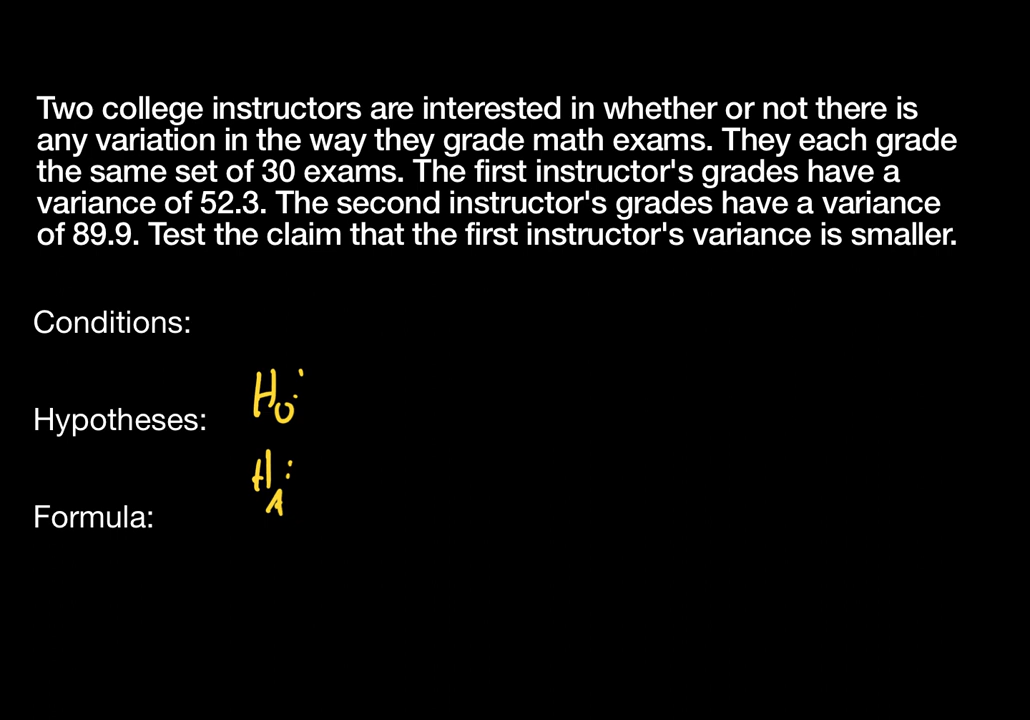 Two college instructors are interested in whether or not there is
any variation in the way they grade math exams. They each grade
the same set of 30 exams. The first instructor's grades have a
variance of 52.3. The second instructor's grades have a variance
of 89.9. Test the claim that the first instructor's variance is smaller.
Conditions:
H₀:
Hypotheses:
H_A:
Formula: